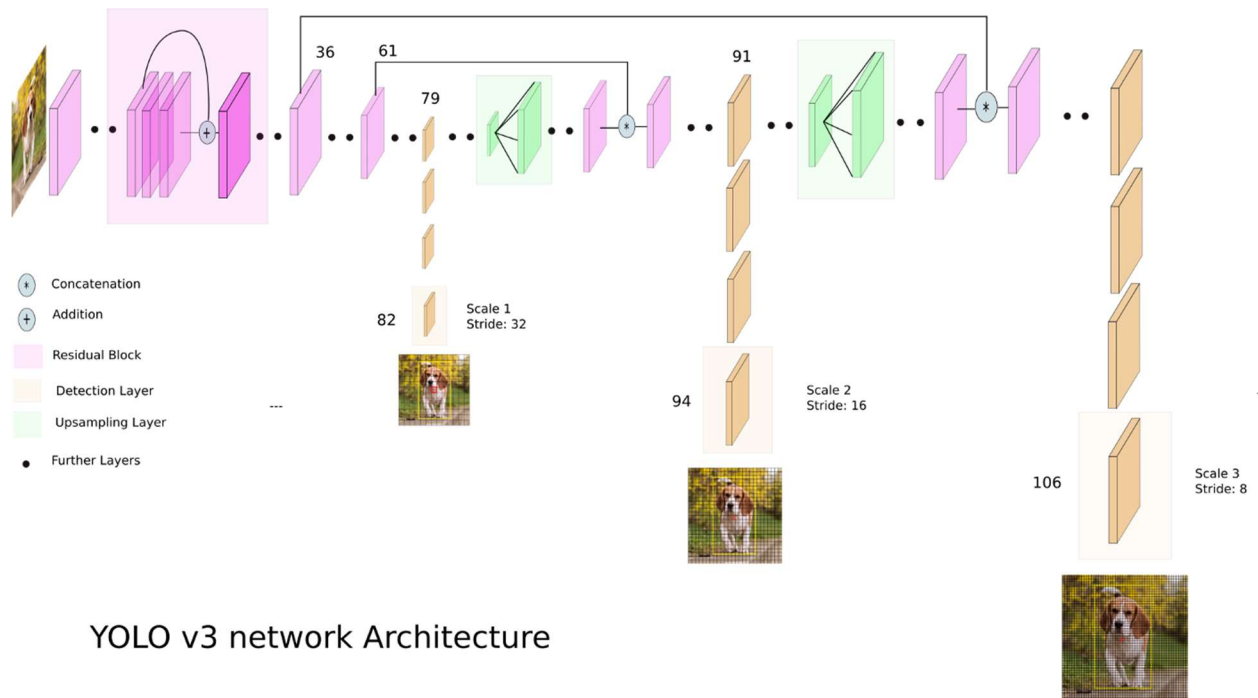 36
61
91
79
*
*
+
* Concatenation
+ Addition
Residual Block
Detection Layer
Upsampling Layer
Further Layers
---
82
Scale 1
Stride: 32
94
Scale 2
Stride: 16
106
Scale 3
Stride: 8
YOLO v3 network Architecture